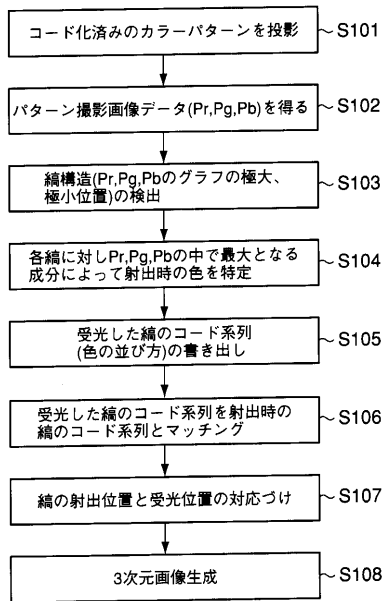 コード化済みのカラーパターンを投影
S101
パターン撮影画像データ(Pr,Pg,Pb)を得る
S102
縞構造(Pr,Pg,Pbのグラフの極大、
極小位置)の検出
S103
各縞に対しPr,Pg,Pbの中で最大となる
成分によって射出時の色を特定
S104
受光した縞のコード系列
(色の並び方)の書き出し
S105
受光した縞のコード系列を射出時の
縞のコード系列とマッチング
S106
縞の射出位置と受光位置の対応づけ
S107
3次元画像生成
S108